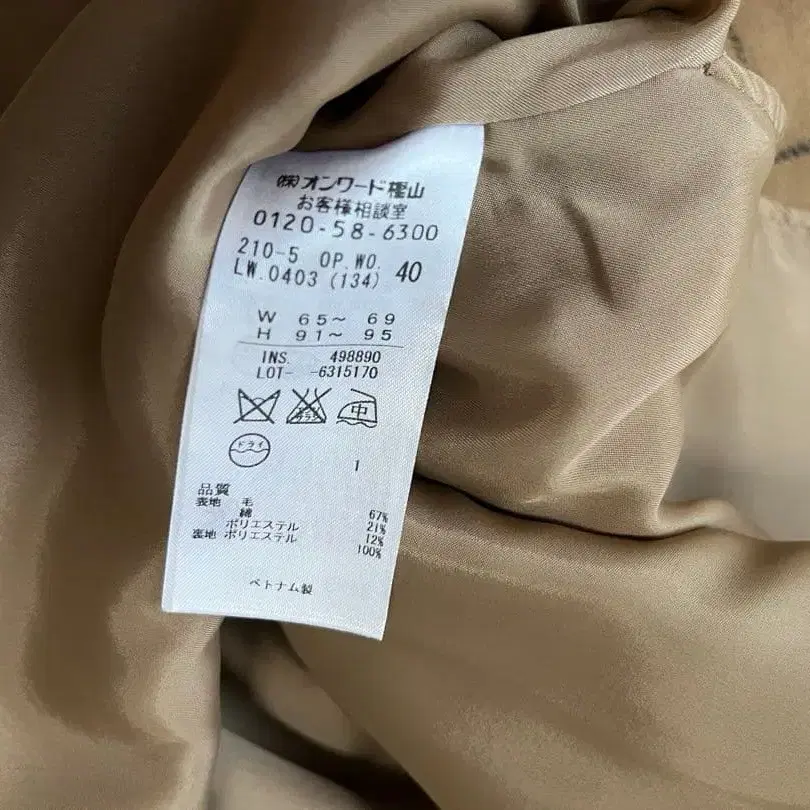 ㈱オンワード樫山
お客様相談室
0120-58-6300
210-5 OP.WO.
LW.0403 (134) 40
W 65～ 69
H 91～ 95
INS. 498890
LOT- -6315170
中
ドライ
1
品質
表地 毛 67%
綿 21%
ポリエステル 12%
裏地 ポリエステル 100%
ベトナム製